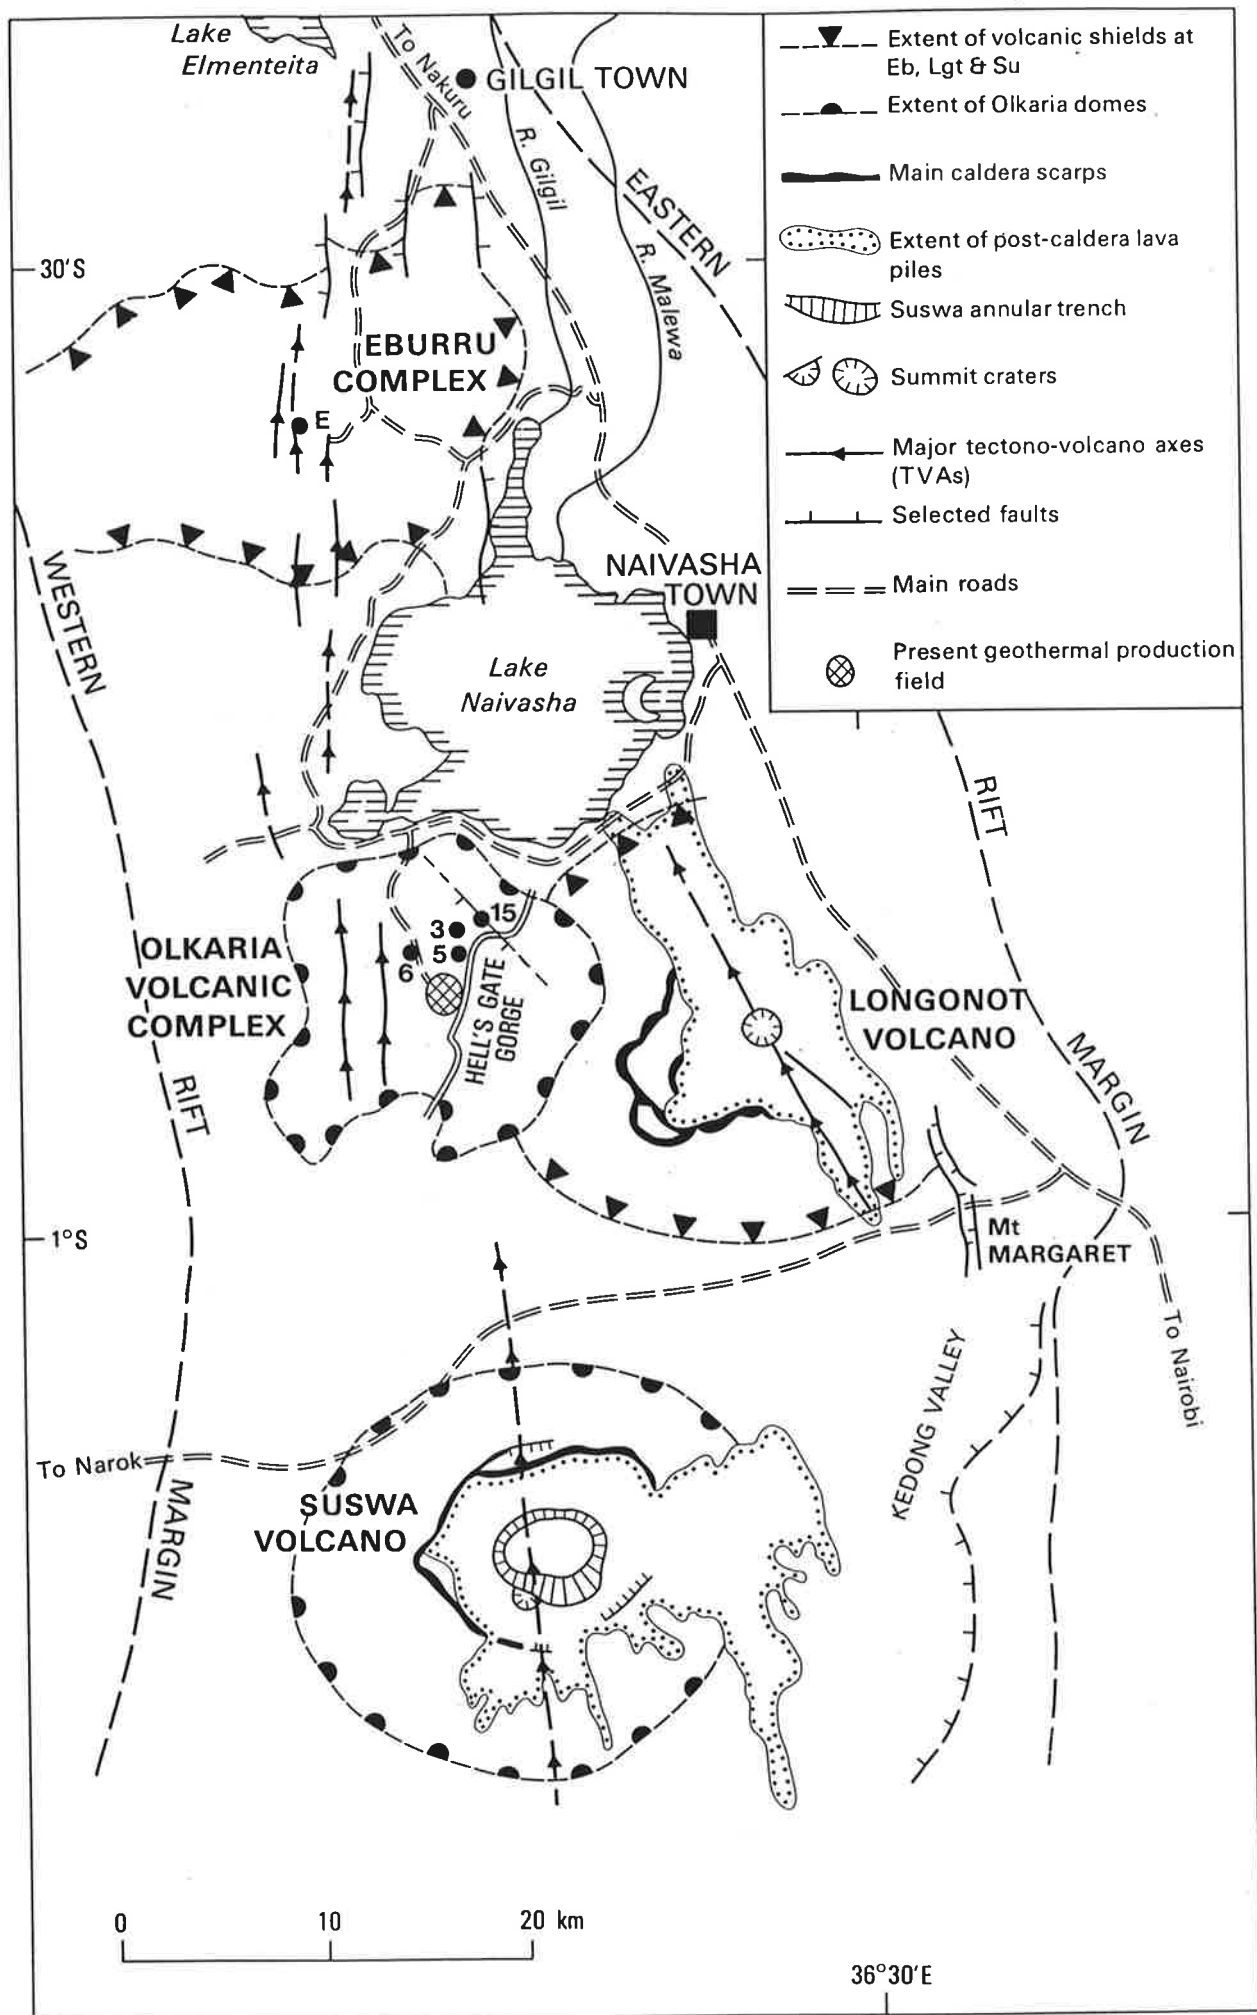 Lake
Elmenteita
To Nakuru
GILGIL TOWN
R. Gilgil
R. Malewa
EASTERN
30'S
EBURRU
COMPLEX
E
WESTERN
NAIVASHA
TOWN
Lake
Naivasha
RIFT
MARGIN
OLKARIA
VOLCANIC
COMPLEX
3
15
5
6
HELL'S GATE
GORGE
LONGONOT
VOLCANO
RIFT
1°S
Mt
MARGARET
To Nairobi
KEDONG VALLEY
To Narok
MARGIN
SUSWA
VOLCANO
0
10
20 km
36°30'E
Extent of volcanic shields at
Eb, Lgt & Su
Extent of Olkaria domes
Main caldera scarps
Extent of post-caldera lava
piles
Suswa annular trench
Summit craters
Major tectono-volcano axes
(TVAs)
Selected faults
Main roads
Present geothermal production
field